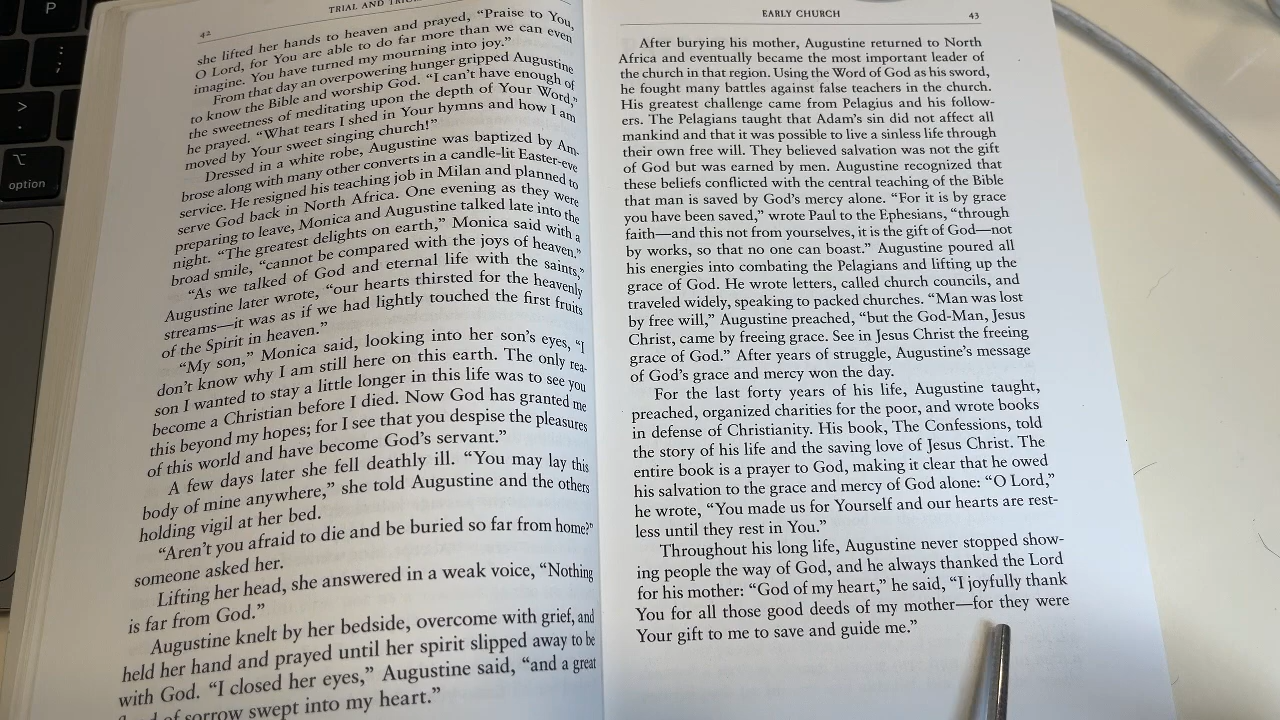 P
:
;
>
.
⌥
option
42
TRIAL AND
she lifted her hands to heaven and prayed, “Praise to You,
O Lord, for You are able to do far more than we can even
imagine. You have turned my mourning into joy.”
From that day an overpowering hunger gripped Augustine
to know the Bible and worship God. “I can’t have enough of
the sweetness of meditating upon the depth of Your Word,”
he prayed. “What tears I shed in Your hymns and how I am
moved by Your sweet singing church!”
Dressed in a white robe, Augustine was baptized by Am-
brose along with many other converts in a candle-lit Easter-eve
service. He resigned his teaching job in Milan and planned to
serve God back in North Africa. One evening as they were
preparing to leave, Monica and Augustine talked late into the
night. “The greatest delights on earth,” Monica said with a
broad smile, “cannot be compared with the joys of heaven.”
“As we talked of God and eternal life with the saints,”
Augustine later wrote, “our hearts thirsted for the heavenly
streams—it was as if we had lightly touched the first fruits
of the Spirit in heaven.”
“My son,” Monica said, looking into her son’s eyes, “I
don’t know why I am still here on this earth. The only rea-
son I wanted to stay a little longer in this life was to see you
become a Christian before I died. Now God has granted me
this beyond my hopes; for I see that you despise the pleasures
of this world and have become God’s servant.”
A few days later she fell deathly ill. “You may lay this
body of mine anywhere,” she told Augustine and the others
holding vigil at her bed.
“Aren’t you afraid to die and be buried so far from home?”
someone asked her.
Lifting her head, she answered in a weak voice, “Nothing
is far from God.”
Augustine knelt by her bedside, overcome with grief, and
held her hand and prayed until her spirit slipped away to be
with God. “I closed her eyes,” Augustine said, “and a great
of sorrow swept into my heart.”
EARLY CHURCH
43
After burying his mother, Augustine returned to North
Africa and eventually became the most important leader of
the church in that region. Using the Word of God as his sword,
he fought many battles against false teachers in the church.
His greatest challenge came from Pelagius and his follow-
ers. The Pelagians taught that Adam’s sin did not affect all
mankind and that it was possible to live a sinless life through
their own free will. They believed salvation was not the gift
of God but was earned by men. Augustine recognized that
these beliefs conflicted with the central teaching of the Bible
that man is saved by God’s mercy alone. “For it is by grace
you have been saved,” wrote Paul to the Ephesians, “through
faith—and this not from yourselves, it is the gift of God—not
by works, so that no one can boast.” Augustine poured all
his energies into combating the Pelagians and lifting up the
grace of God. He wrote letters, called church councils, and
traveled widely, speaking to packed churches. “Man was lost
by free will,” Augustine preached, “but the God-Man, Jesus
Christ, came by freeing grace. See in Jesus Christ the freeing
grace of God.” After years of struggle, Augustine’s message
of God’s grace and mercy won the day.
For the last forty years of his life, Augustine taught,
preached, organized charities for the poor, and wrote books
in defense of Christianity. His book, The Confessions, told
the story of his life and the saving love of Jesus Christ. The
entire book is a prayer to God, making it clear that he owed
his salvation to the grace and mercy of God alone: “O Lord,”
he wrote, “You made us for Yourself and our hearts are rest-
less until they rest in You.”
Throughout his long life, Augustine never stopped show-
ing people the way of God, and he always thanked the Lord
for his mother: “God of my heart,” he said, “I joyfully thank
You for all those good deeds of my mother—for they were
Your gift to me to save and guide me.”